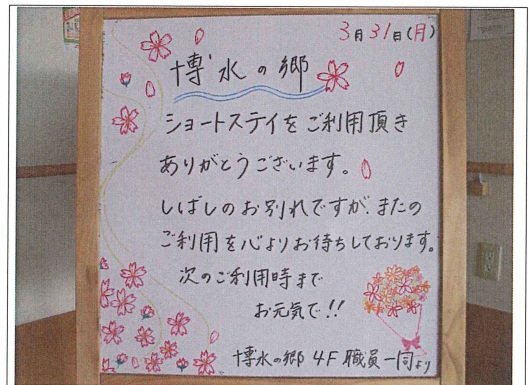 3月31日(月)
博水の郷
ショートステイをご利用頂き
ありがとうございます。
しばしのお別れですが、またの
ご利用を心よりお待ちしております。
次のご利用時まで
お元気で!!
博水の郷 4F 職員一同より